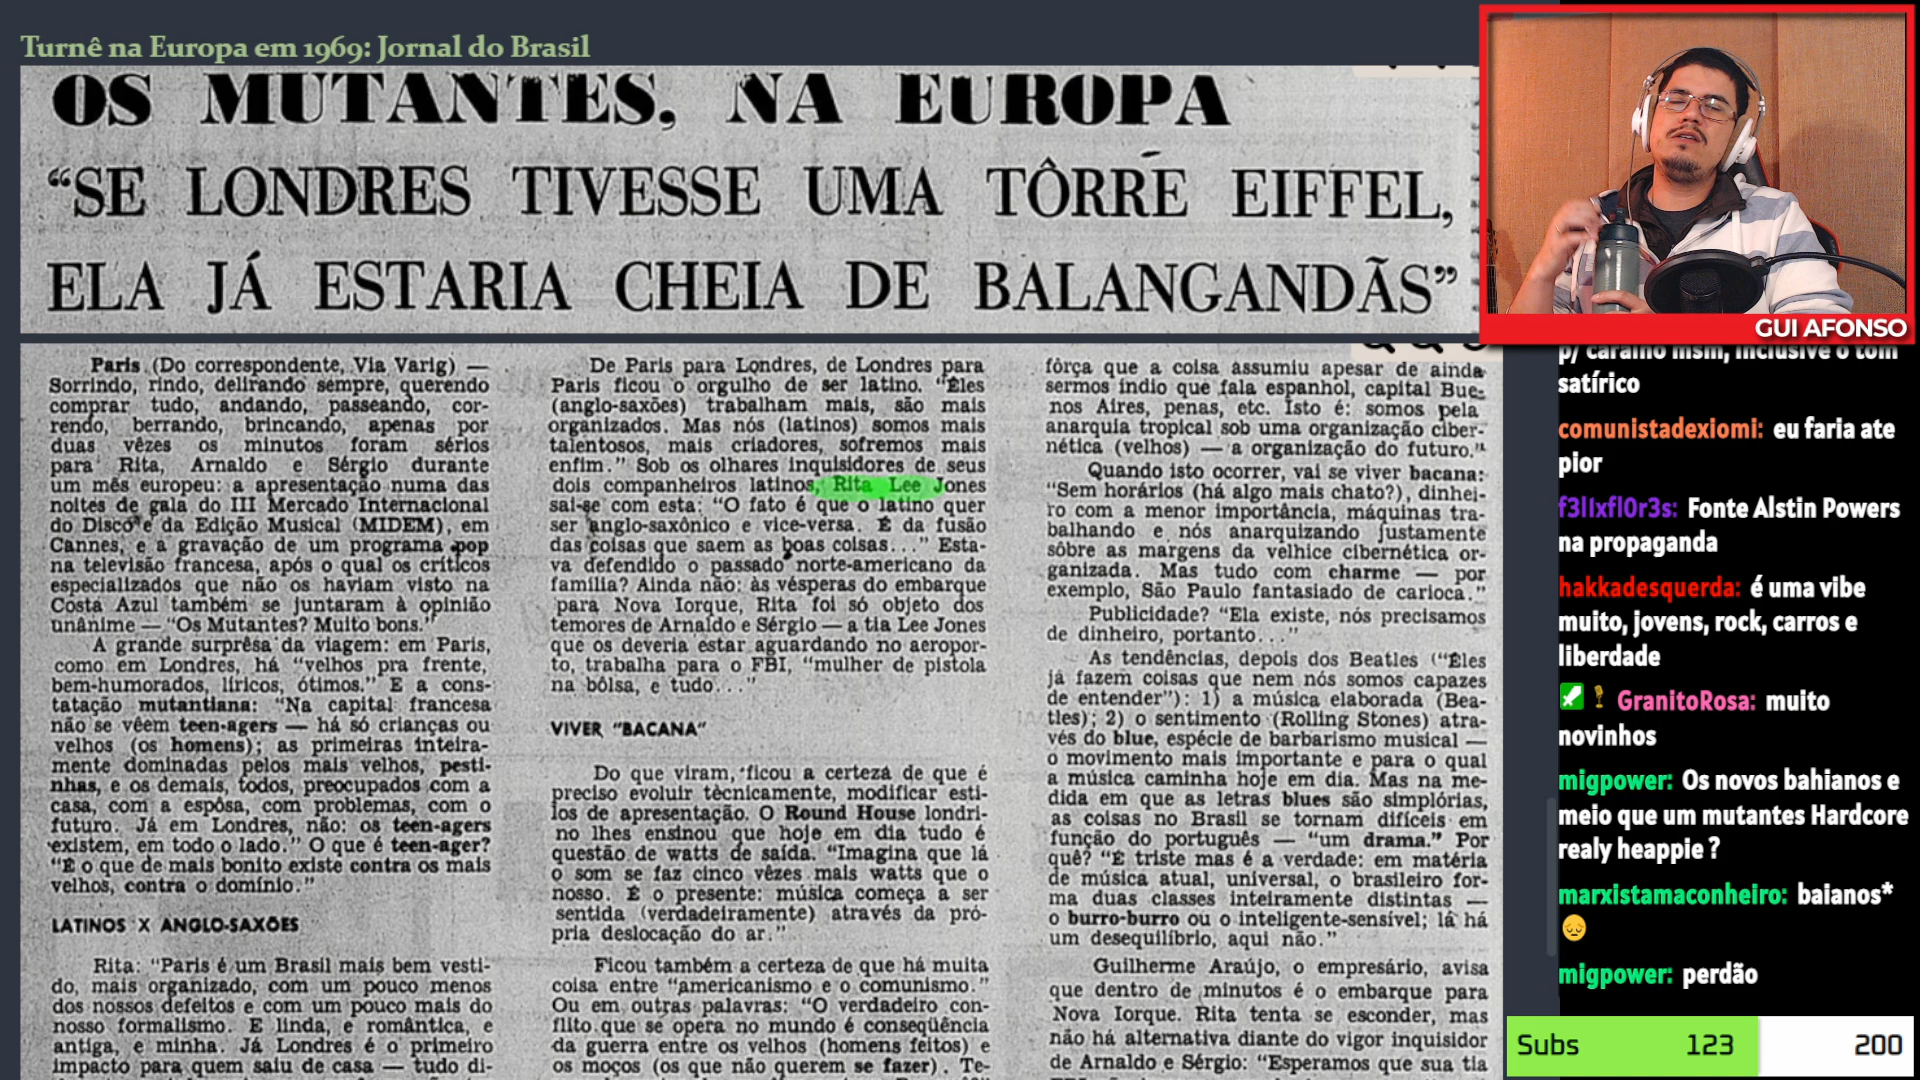 Turnê na Europa em 1969: Jornal do Brasil
OS MUTANTES, NA EUROPA
“SE LONDRES TIVESSE UMA TÔRRE EIFFEL,
ELA JÁ ESTARIA CHEIA DE BALANGANDÃS”
Paris (Do correspondente, Via Varig) —
Sorrindo, rindo, delirando sempre, querendo
comprar tudo, andando, passeando, cor-
rendo, berrando, brincando, apenas por
duas vêzes os minutos foram sérios
para Rita, Arnaldo e Sérgio durante
um mês europeu: a apresentação numa das
noites de gala do III Mercado Internacional
do Disco e da Edição Musical (MIDEM), em
Cannes, e a gravação de um programa pop
na televisão francesa, após o qual os críticos
especializados que não os haviam visto na
Costa Azul também se juntaram à opinião
unânime — “Os Mutantes? Muito bons.”
A grande surprêsa da viagem: em Paris,
como em Londres, há “velhos pra frente,
bem-humorados, líricos, ótimos.” E a cons-
tatação mutantiana: “Na capital francesa
não se vêem teen-agers — há só crianças ou
velhos (os homens); as primeiras inteira-
mente dominadas pelos mais velhos, pesti-
nhas, e os demais, todos, preocupados com a
casa, com a espôsa, com problemas, com o
futuro. Já em Londres, não: os teen-agers
existem, em todo o lado.” O que é teen-ager?
“É o que de mais bonito existe contra os mais
velhos, contra o domínio.”
LATINOS X ANGLO-SAXÕES
Rita: “Paris é um Brasil mais bem vesti-
do, mais organizado, com um pouco menos
dos nossos defeitos e com um pouco mais do
nosso formalismo. E linda, e romântica, e
antiga, e minha. Já Londres é o primeiro
impacto para quem saiu de casa — tudo di-
De Paris para Londres, de Londres para
Paris ficou o orgulho de ser latino. “Êles
(anglo-saxões) trabalham mais, são mais
organizados. Mas nós (latinos) somos mais
talentosos, mais criadores, sofremos mais
enfim.” Sob os olhares inquisidores de seus
dois companheiros latinos, Rita Lee Jones
sai-se com esta: “O fato é que o latino quer
ser anglo-saxônico e vice-versa. É da fusão
das coisas que saem as boas coisas...” Esta-
va defendido o passado norte-americano da
família? Ainda não: às vésperas do embarque
para Nova Iorque, Rita foi só objeto dos
temores de Arnaldo e Sérgio — a tia Lee Jones
que os deveria estar aguardando no aeropor-
to, trabalha para o FBI, “mulher de pistola
na bôlsa, e tudo...”
VIVER “BACANA”
Do que viram, ficou a certeza de que é
preciso evoluir tècnicamente, modificar esti-
los de apresentação. O Round House londri-
no lhes ensinou que hoje em dia tudo é
questão de watts de saída. “Imagina que lá
o som se faz cinco vêzes mais watts que o
nosso. É o presente: música começa a ser
sentida (verdadeiramente) através da pró-
pria deslocação do ar.”
Ficou também a certeza de que há muita
coisa entre “americanismo e o comunismo.”
Ou em outras palavras: “O verdadeiro con-
flito que se opera no mundo é conseqüência
da guerra entre os velhos (homens feitos) e
os moços (os que não querem se fazer). Te-
fôrça que a coisa assumiu apesar de ainda
sermos índio que fala espanhol, capital Bue-
nos Aires, penas, etc. Isto é: somos pela
anarquia tropical sob uma organização ciber-
nética (velhos) — a organização do futuro.”
Quando isto ocorrer, vai se viver bacana:
“Sem horários (há algo mais chato?), dinhei-
ro com a menor importância, máquinas tra-
balhando e nós anarquizando justamente
sôbre as margens da velhice cibernética or-
ganizada. Mas tudo com charme — por
exemplo, São Paulo fantasiado de carioca.”
Publicidade? “Ela existe, nós precisamos
de dinheiro, portanto...”
As tendências, depois dos Beatles (“Êles
já fazem coisas que nem nós somos capazes
de entender”): 1) a música elaborada (Bea-
tles); 2) o sentimento (Rolling Stones) atra-
vés do blue, espécie de barbarismo musical —
o movimento mais importante e para o qual
a música caminha hoje em dia. Mas na me-
dida em que as letras blues são simplórias,
as coisas no Brasil se tornam difíceis em
função do português — “um drama.” Por
quê? “É triste mas é a verdade: em matéria
de música atual, universal, o brasileiro for-
ma duas classes inteiramente distintas —
o burro-burro ou o inteligente-sensível; lá há
um desequilíbrio, aqui não.”
Guilherme Araújo, o empresário, avisa
que dentro de minutos é o embarque para
Nova Iorque. Rita tenta se esconder, mas
não há alternativa diante do vigor inquisidor
de Arnaldo e Sérgio: “Esperamos que sua tia
GUI AFONSO
p/ caralho msm, inclusive o tom
satírico
comunistadexiomi: eu faria ate
pior
f3l1xfl0r3s: Fonte Alstin Powers
na propaganda
hakkadesquerda: é uma vibe
muito, jovens, rock, carros e
liberdade
GranitoRosa: muito
novinhos
migpower: Os novos bahianos e
meio que um mutantes Hardcore
realy heappie ?
marxistamaconheiro: baianos*
migpower: perdão
Subs 123 200